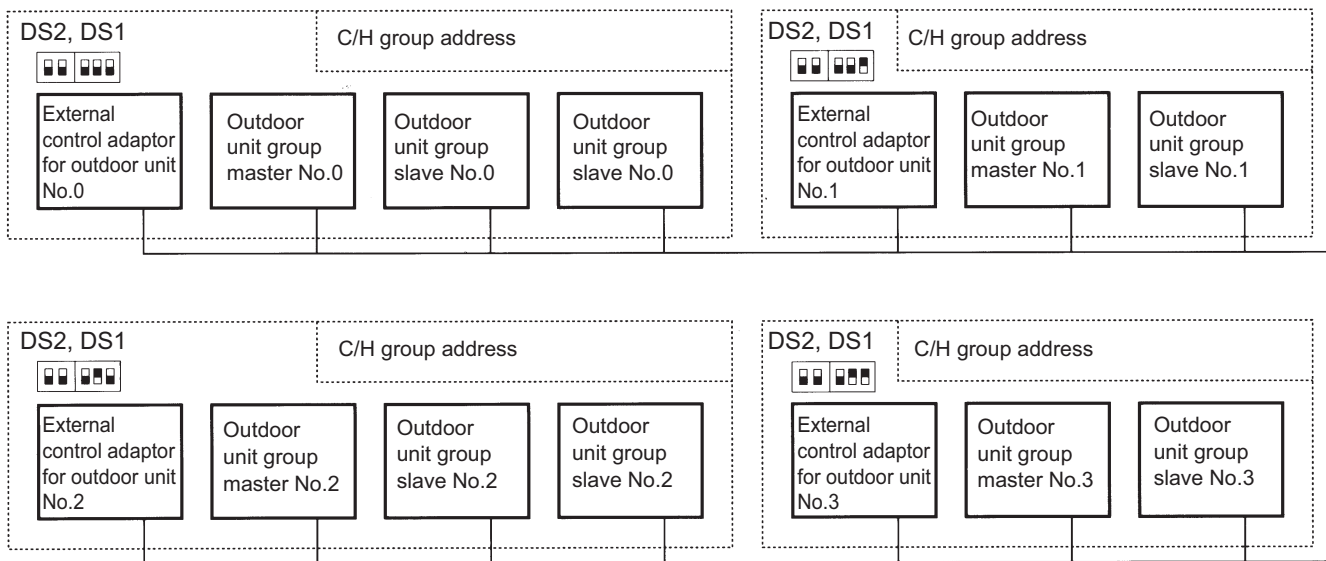 DS2, DS1
C/H group address
External
control adaptor
for outdoor unit
No.0
Outdoor
unit group
master No.0
Outdoor
unit group
slave No.0
Outdoor
unit group
slave No.0
DS2, DS1
C/H group address
External
control adaptor
for outdoor unit
No.1
Outdoor
unit group
master No.1
Outdoor
unit group
slave No.1
DS2, DS1
C/H group address
External
control adaptor
for outdoor unit
No.2
Outdoor
unit group
master No.2
Outdoor
unit group
slave No.2
Outdoor
unit group
slave No.2
DS2, DS1
C/H group address
External
control adaptor
for outdoor unit
No.3
Outdoor
unit group
master No.3
Outdoor
unit group
slave No.3